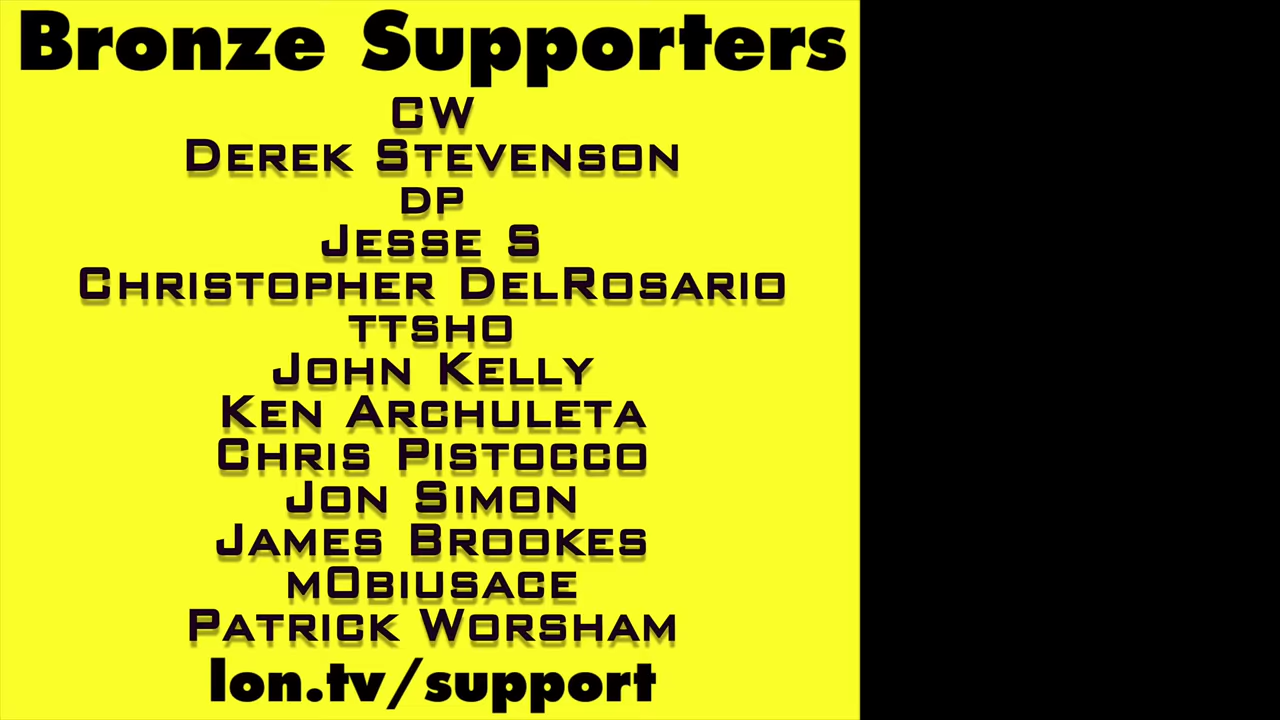 Bronze Supporters
CW
Derek Stevenson
DP
Jesse S
Christopher DelRosario
ttsho
John Kelly
Ken Archuleta
Chris Pistocco
Jon Simon
James Brookes
m0biusace
Patrick Worsham
lon.tv/support